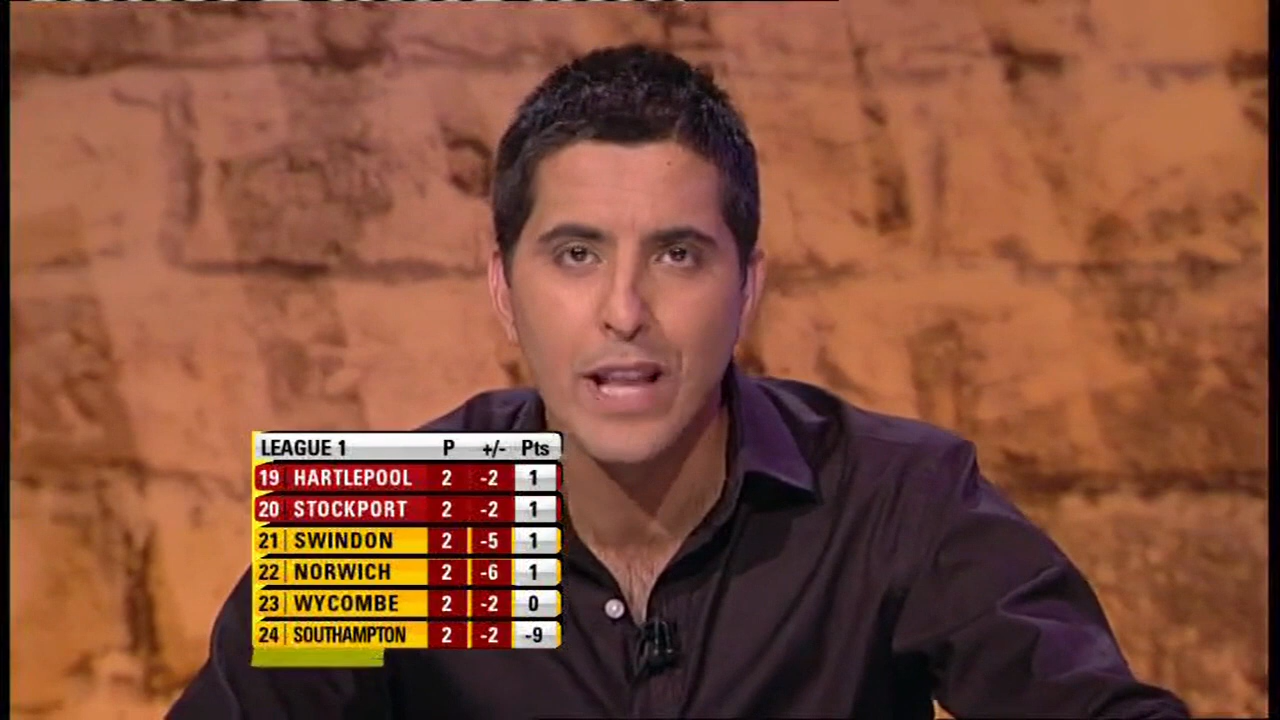 LEAGUE 1 P +/- Pts
19 HARTLEPOOL 2 -2 1
20 STOCKPORT 2 -2 1
21 SWINDON 2 -5 1
22 NORWICH 2 -6 1
23 WYCOMBE 2 -2 0
24 SOUTHAMPTON 2 -2 -9